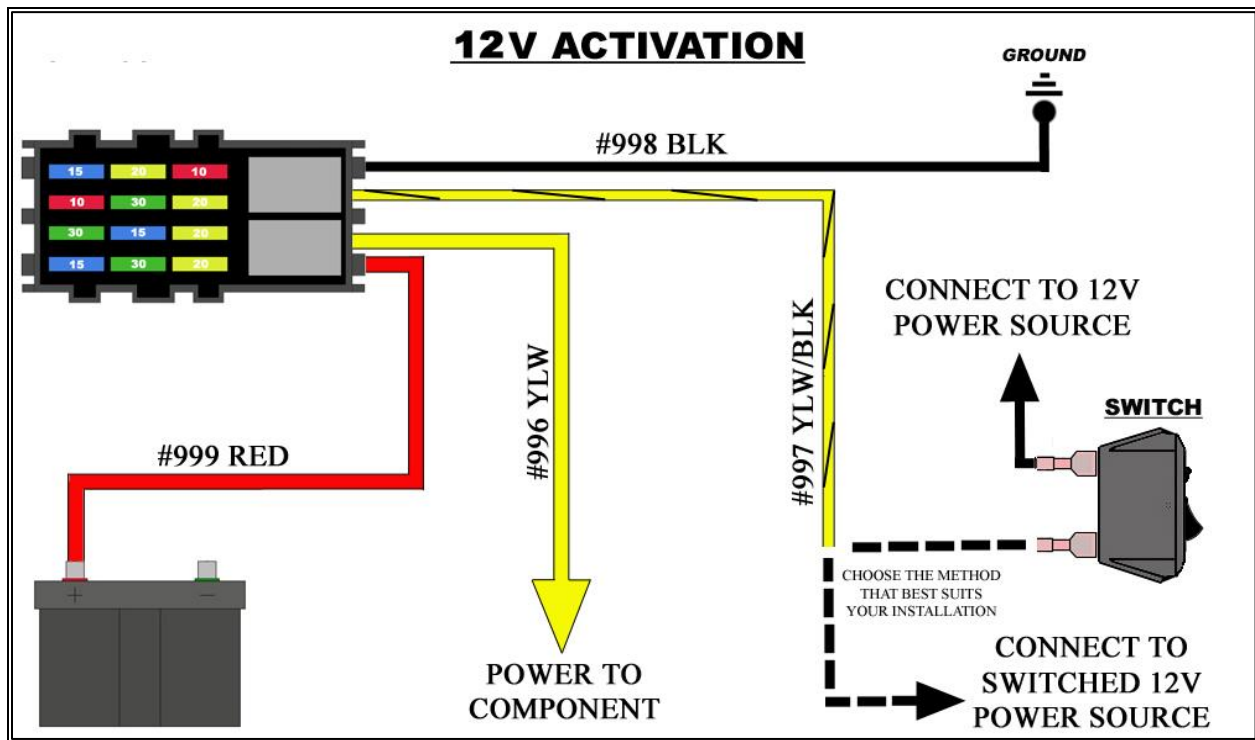 12V ACTIVATION
GROUND
#998 BLK
15 20 10
10 30 20
30 15 20
15 30 20
CONNECT TO 12V
POWER SOURCE
SWITCH
#999 RED
#996 YLW
#997 YLW/BLK
+ −
CHOOSE THE METHOD
THAT BEST SUITS
YOUR INSTALLATION
POWER TO
COMPONENT
CONNECT TO
SWITCHED 12V
POWER SOURCE